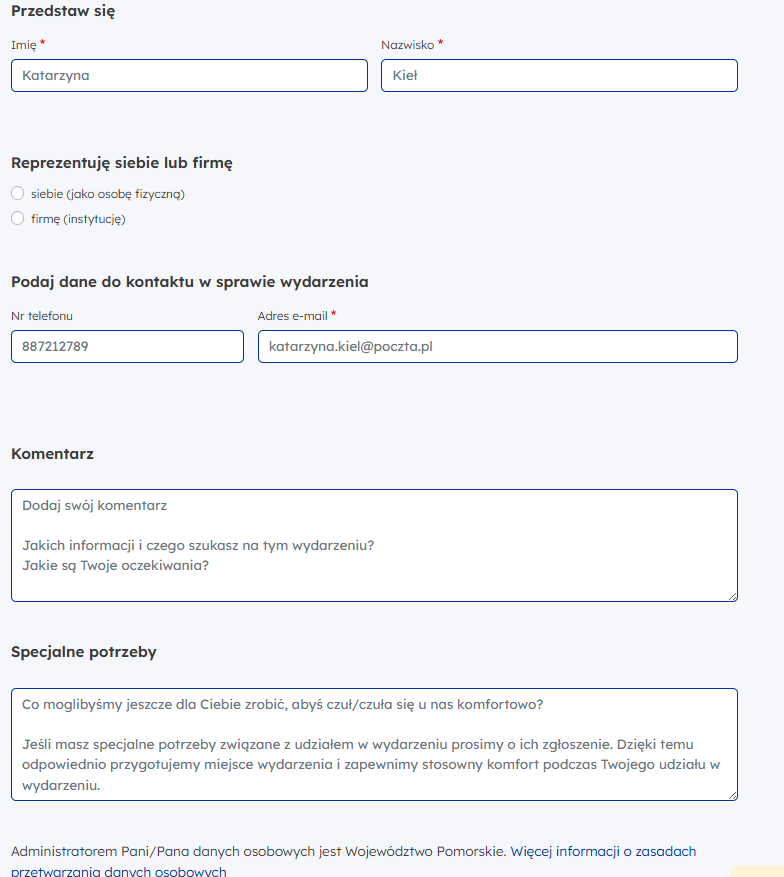 Przedstaw się
Imię * Nazwisko *
Katarzyna Kieł
Reprezentuję siebie lub firmę
siebie (jako osobę fizyczną)
firmę (instytucję)
Podaj dane do kontaktu w sprawie wydarzenia
Nr telefonu Adres e-mail *
887212789 katarzyna.kiel@poczta.pl
Komentarz
Dodaj swój komentarz
Jakich informacji i czego szukasz na tym wydarzeniu?
Jakie są Twoje oczekiwania?
Specjalne potrzeby
Co moglibyśmy jeszcze dla Ciebie zrobić, abyś czuł/czuła się u nas komfortowo?
Jeśli masz specjalne potrzeby związane z udziałem w wydarzeniu prosimy o ich zgłoszenie. Dzięki temu
odpowiednio przygotujemy miejsce wydarzenia i zapewnimy stosowny komfort podczas Twojego udziału w
wydarzeniu.
Administratorem Pani/Pana danych osobowych jest Województwo Pomorskie. Więcej informacji o zasadach
przetwarzania danych osobowych